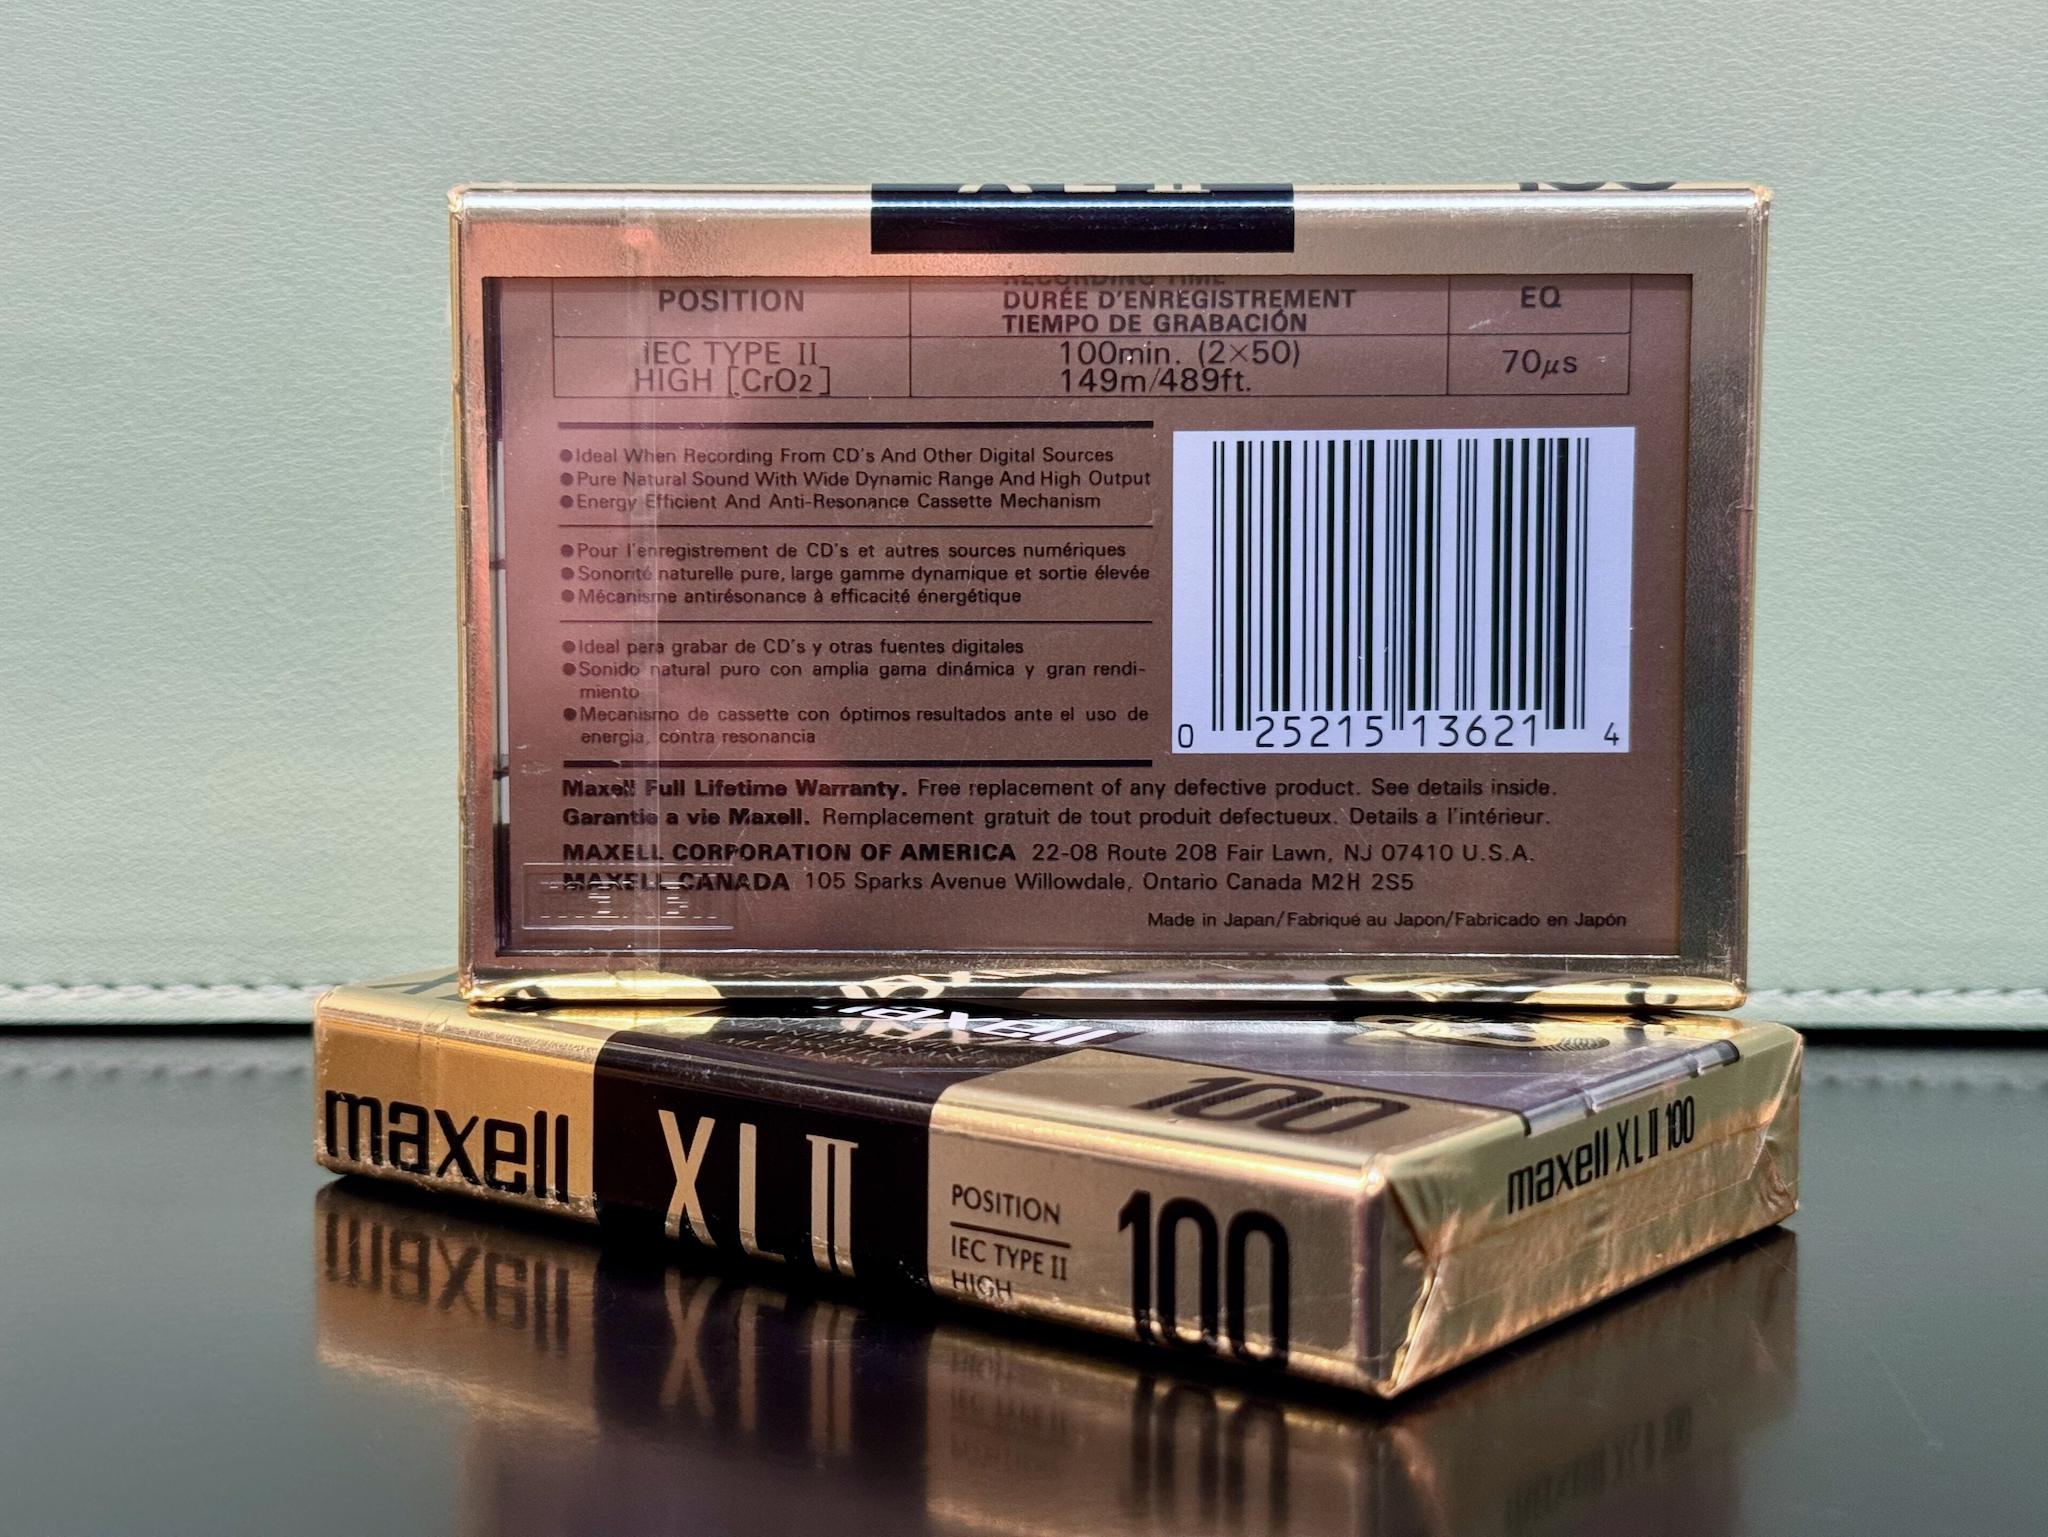 XLII
100
RECORDING TIME
POSITION
DURÉE D'ENREGISTREMENT
EQ
TIEMPO DE GRABACIÓN
IEC TYPE II
HIGH [CrO2]
100min. (2×50)
149m/489ft.
70μs
●Ideal When Recording From CD's And Other Digital Sources
●Pure Natural Sound With Wide Dynamic Range And High Output
●Energy Efficient And Anti-Resonance Cassette Mechanism
●Pour l'enregistrement de CD's et autres sources numériques
●Sonorité naturelle pure, large gamme dynamique et sortie élevée
●Mécanisme antirésonance à efficacité énergétique
●Ideal para grabar de CD's y otras fuentes digitales
●Sonido natural puro con amplia gama dinámica y gran rendi-
miento
●Mecanismo de cassette con óptimos resultados ante el uso de
energia, contra resonancia
0 25215 13621 4
Maxell Full Lifetime Warranty. Free replacement of any defective product. See details inside.
Garantie a vie Maxell. Remplacement gratuit de tout produit defectueux. Details a l'intérieur.
MAXELL CORPORATION OF AMERICA 22-08 Route 208 Fair Lawn, NJ 07410 U.S.A.
MAXELL CANADA 105 Sparks Avenue Willowdale, Ontario Canada M2H 2S5
maxell
Made in Japan/Fabriqué au Japon/Fabricado en Japón
maxell
100
maxell XLII 100
maxell
XLII
POSITION
IEC TYPE II
HIGH
100